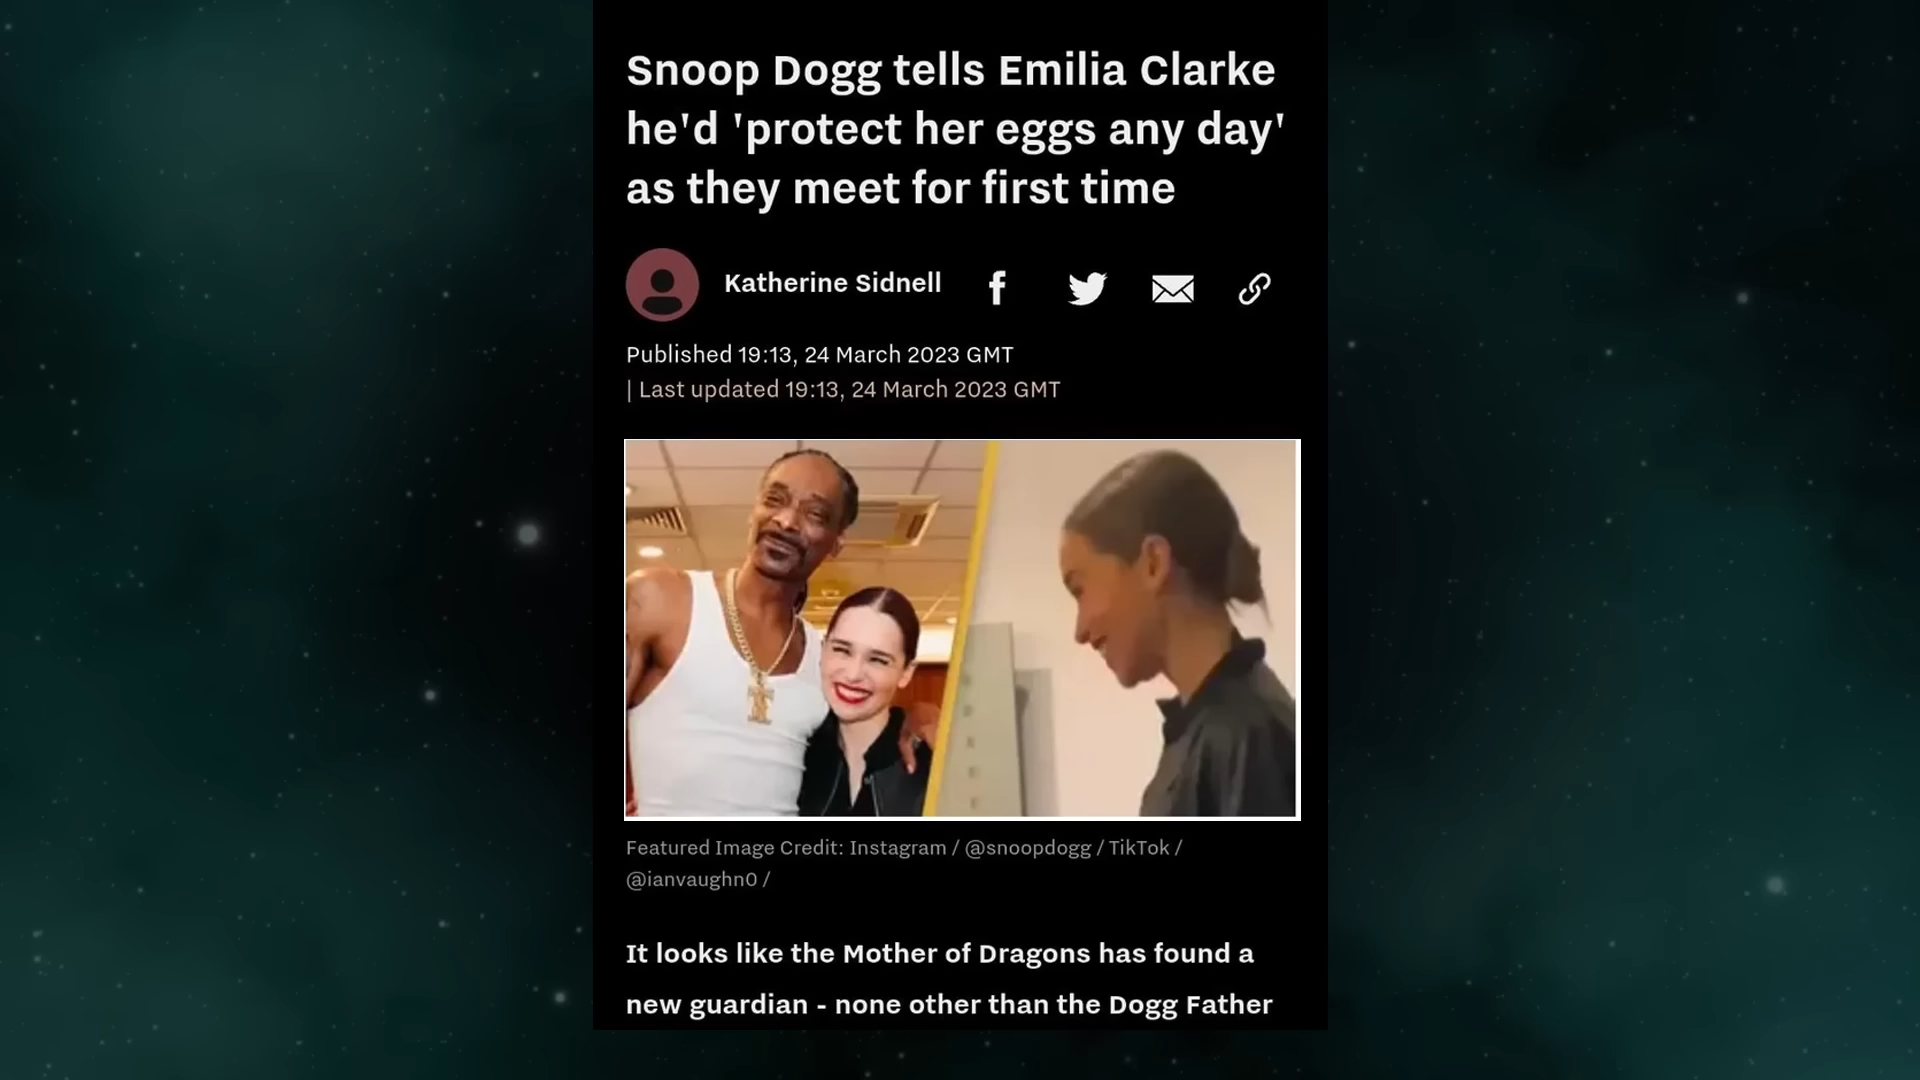 Snoop Dogg tells Emilia Clarke
he'd 'protect her eggs any day'
as they meet for first time
Katherine Sidnell
Published 19:13, 24 March 2023 GMT
| Last updated 19:13, 24 March 2023 GMT
Featured Image Credit: Instagram / @snoopdogg / TikTok /
@ianvaughn0 /
It looks like the Mother of Dragons has found a
new guardian - none other than the Dogg Father